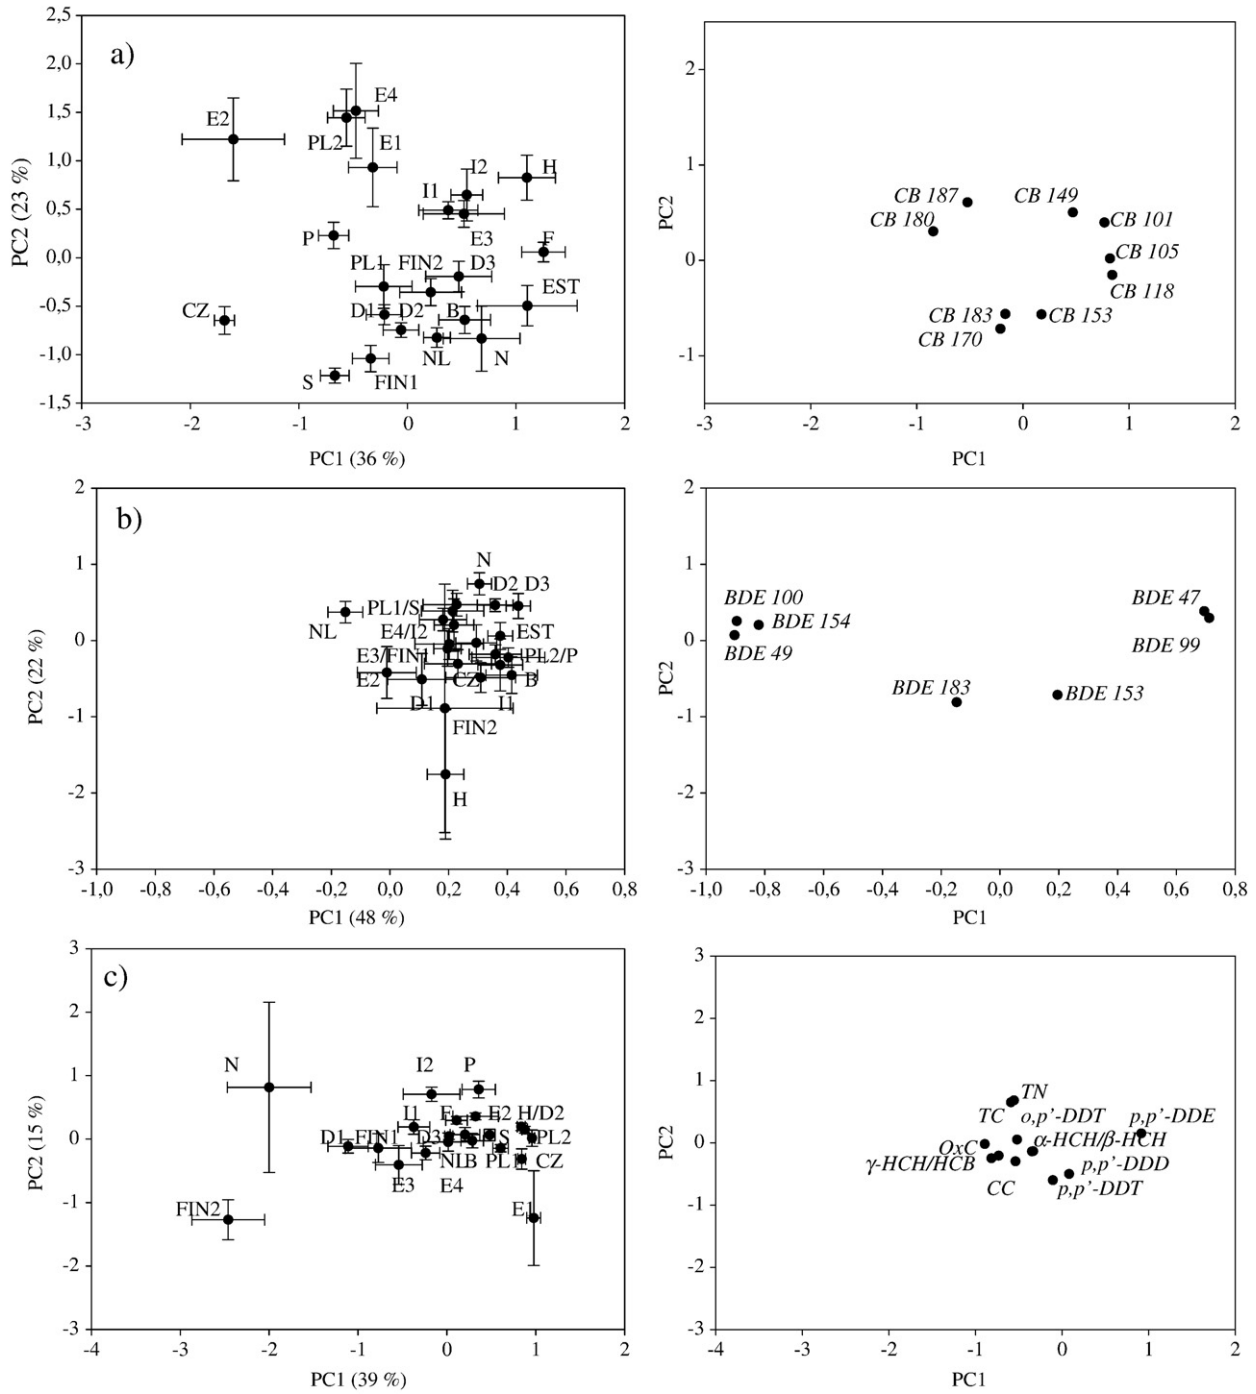 a)
2,5
2,0
1,5
1,0
0,5
0,0
-0,5
-1,0
-1,5
PC2 (23 %)
E4
E2
PL2 E1
I2 H
I1
P E3 F
PL1 FIN2 D3
EST
CZ D1 D2 B
NL N
S FIN1
-3 -2 -1 0 1 2
PC1 (36 %)
2
1
0
-1
PC2
CB 187 CB 149
CB 180 CB 101
CB 105
CB 118
CB 183 CB 153
CB 170
-3 -2 -1 0 1 2
PC1
b)
2
1
0
-1
-2
-3
PC2 (22 %)
N
D2 D3
PL1/S
NL E4/I2 EST
E3/FIN1 PL2/P
E2 CZ B
D1 I1
FIN2
H
-1,0 -0,8 -0,6 -0,4 -0,2 0,0 0,2 0,4 0,6 0,8
PC1 (48 %)
2
1
0
-1
-2
-3
PC2
BDE 100 BDE 47
BDE 154
BDE 49 BDE 99
BDE 183 BDE 153
-1,0 -0,8 -0,6 -0,4 -0,2 0,0 0,2 0,4 0,6 0,8
PC1
c)
3
2
1
0
-1
-2
-3
PC2 (15 %)
N I2 P
I1 F E2 H/D2
D1 FIN1 D3 S PL2
NL B PL1 CZ
E3 E4
FIN2 E1
-4 -3 -2 -1 0 1 2
PC1 (39 %)
3
2
1
0
-1
-2
-3
PC2
TN
TC o,p'-DDT p,p'-DDE
OxC α-HCH/β-HCH
γ-HCH/HCB p,p'-DDD
CC p,p'-DDT
-4 -3 -2 -1 0 1 2
PC1